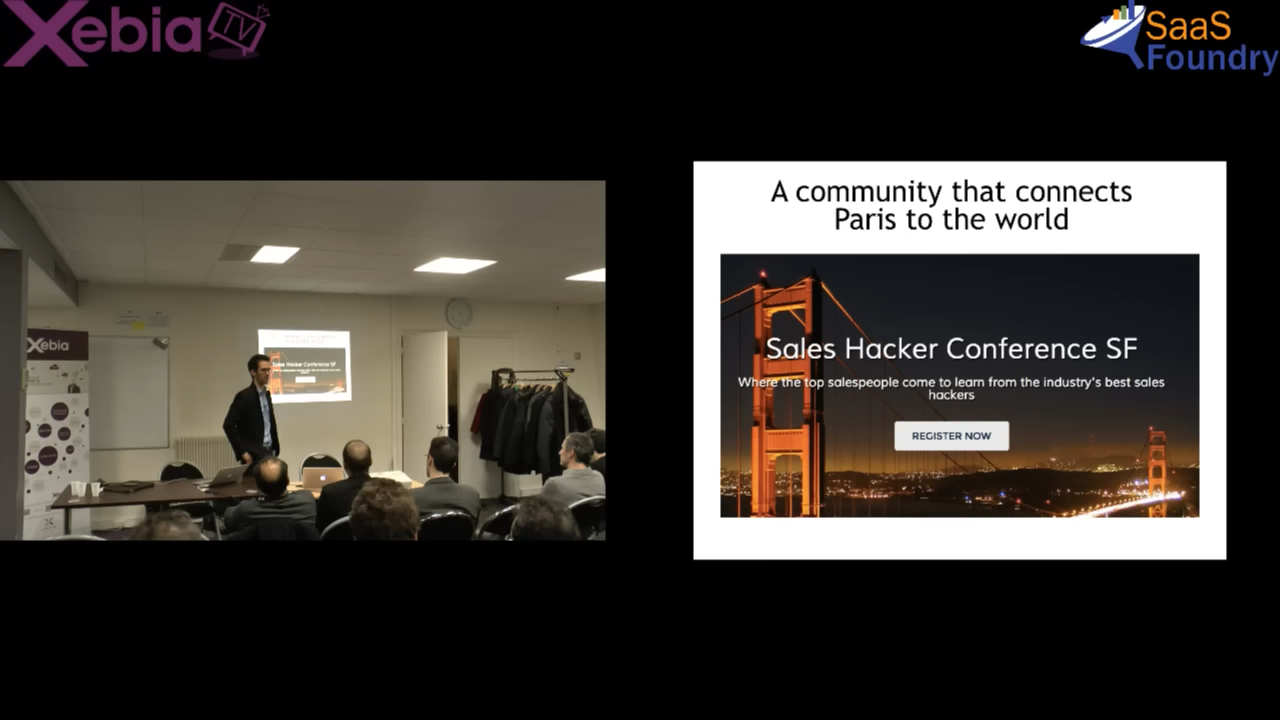 Xebia TV
SaaS
Foundry
A community that connects
Paris to the world
Sales Hacker Conference SF
Where the top salespeople come to learn from the industry's best sales
hackers
REGISTER NOW
Xebia
Sales Hacker Conference SF